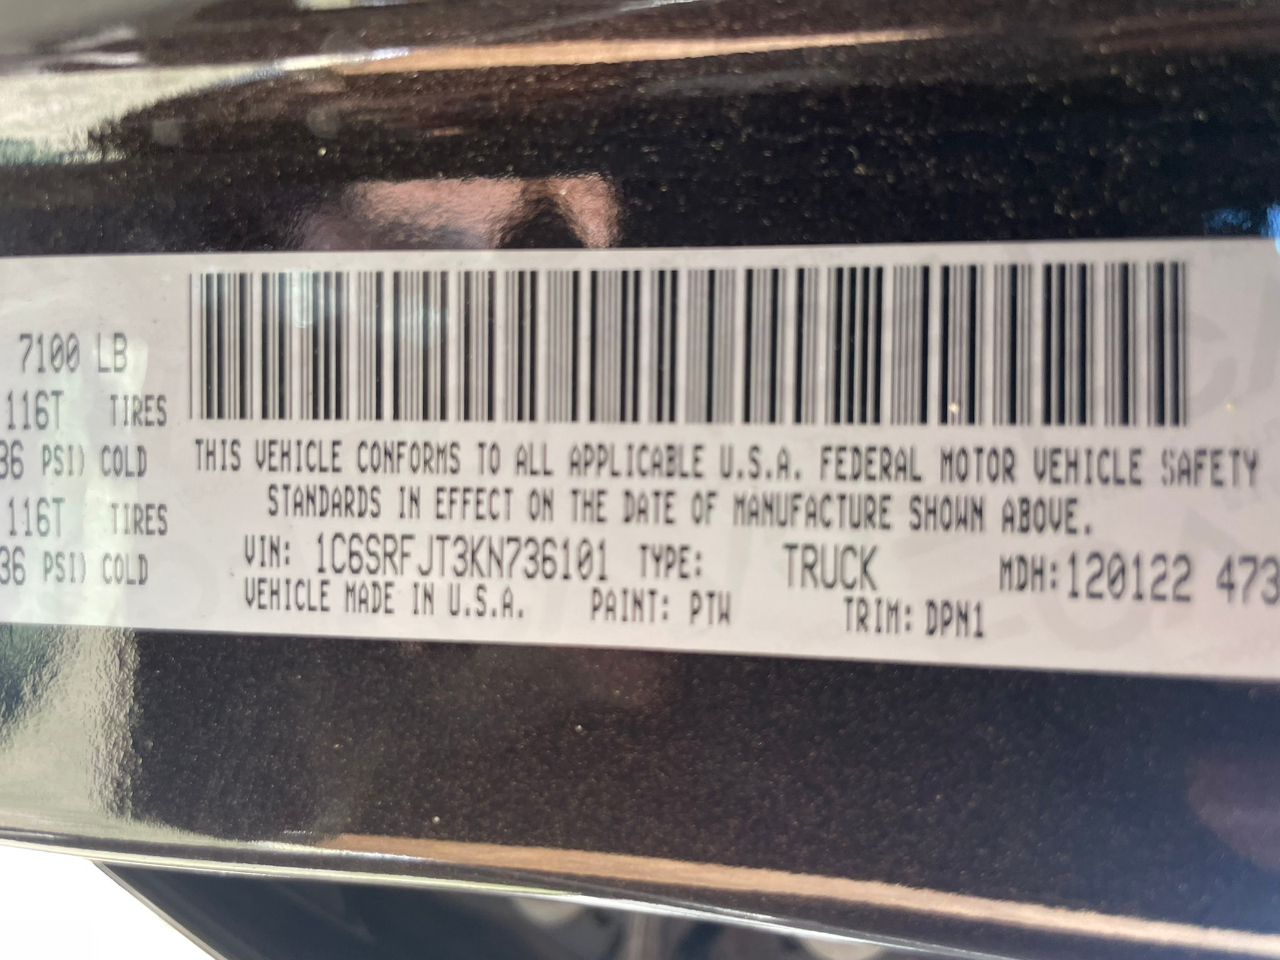 7100 LB
116T TIRES
36 PSI) COLD
116T TIRES
36 PSI) COLD
THIS VEHICLE CONFORMS TO ALL APPLICABLE U.S.A. FEDERAL MOTOR VEHICLE SAFETY
STANDARDS IN EFFECT ON THE DATE OF MANUFACTURE SHOWN ABOVE.
VIN: 1C6SRFJT3KN736101 TYPE: TRUCK MDH:120122 473
VEHICLE MADE IN U.S.A. PAINT: PTW TRIM: DPN1